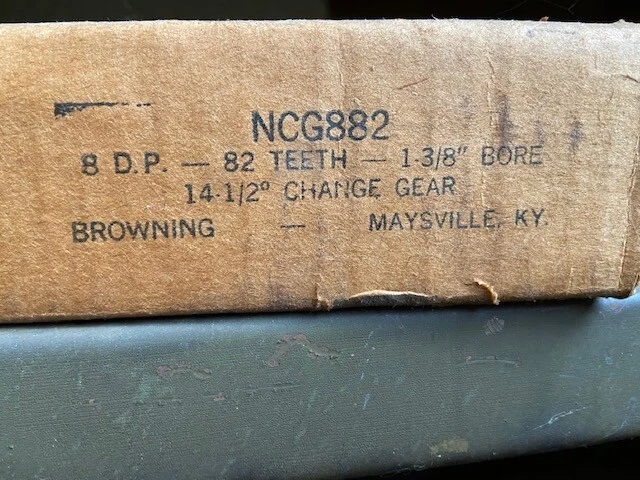 NCG882
8 D.P. — 82 TEETH — 1-3/8" BORE
14-1/2° CHANGE GEAR
BROWNING — MAYSVILLE, KY.